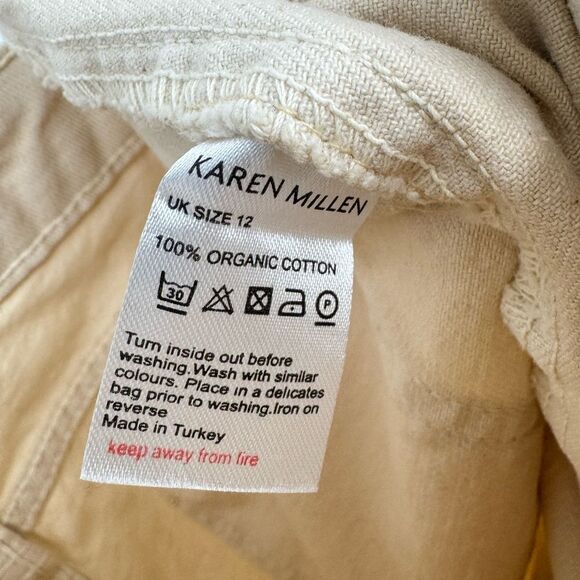 KAREN MILLEN
UK SIZE 12
100% ORGANIC COTTON
30 P
Turn inside out before
washing.Wash with similar
colours. Place in a delicates
bag prior to washing.Iron on
reverse
Made in Turkey
keep away from fire